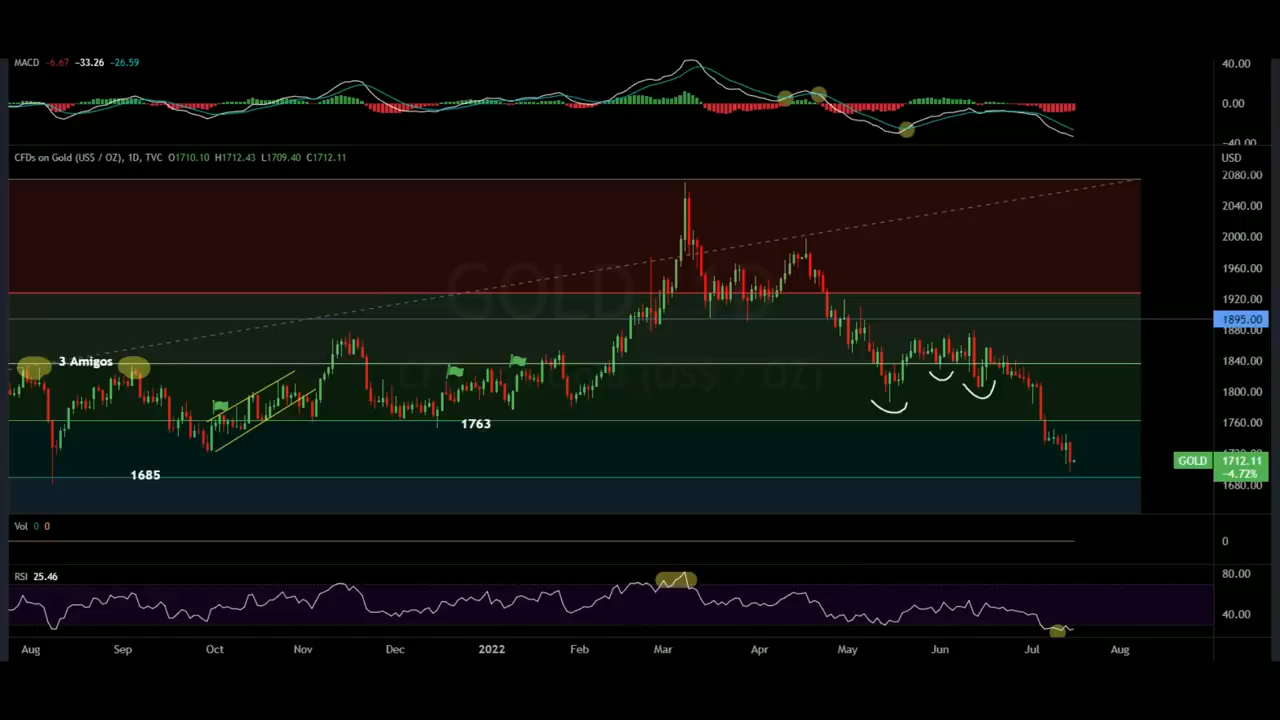 MACD -6.67 -33.26 -26.59
40.00
0.00
-40.00
CFDs on Gold (US$ / OZ), 1D, TVC O1710.10 H1712.43 L1709.40 C1712.11
USD
2080.00
2040.00
2000.00
1960.00
1920.00
1895.00
1880.00
3 Amigos
1840.00
1800.00
1763
1760.00
GOLD 1712.11
-4.72%
1685
1680.00
Vol 0 0
0
RSI 25.46
80.00
40.00
Aug Sep Oct Nov Dec 2022 Feb Mar Apr May Jun Jul Aug